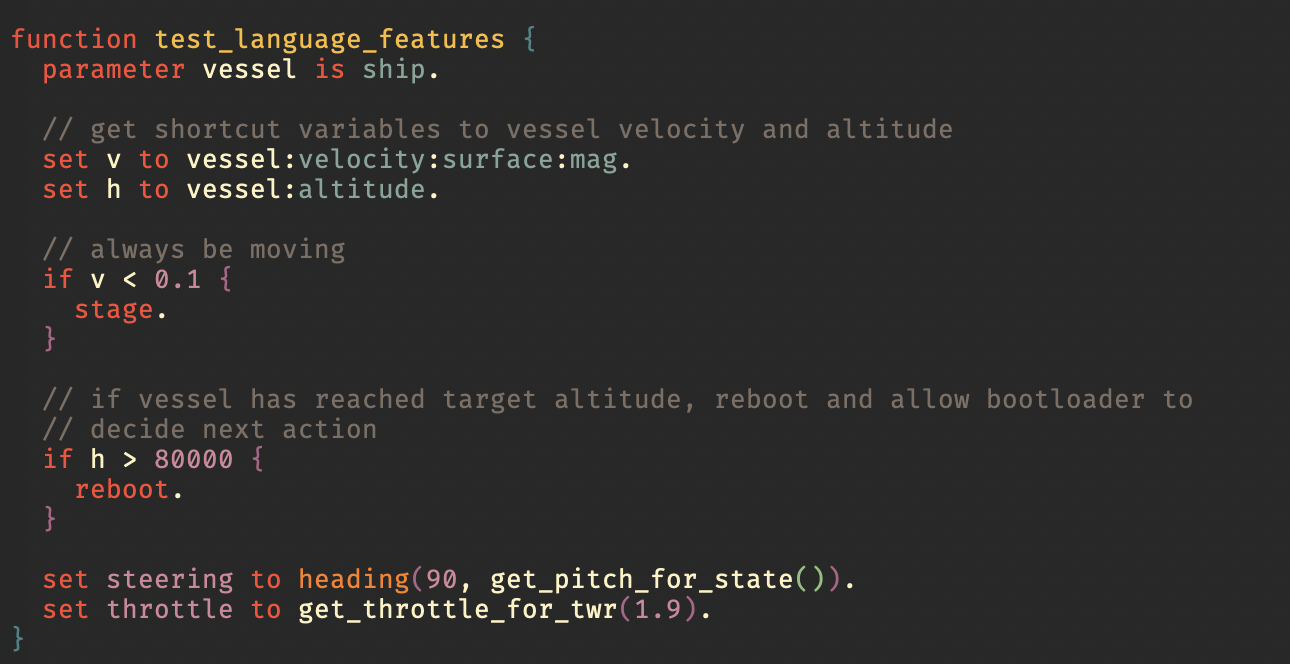 function test_language_features {
  parameter vessel is ship.

  // get shortcut variables to vessel velocity and altitude
  set v to vessel:velocity:surface:mag.
  set h to vessel:altitude.

  // always be moving
  if v < 0.1 {
    stage.
  }

  // if vessel has reached target altitude, reboot and allow bootloader to
  // decide next action
  if h > 80000 {
    reboot.
  }

  set steering to heading(90, get_pitch_for_state()).
  set throttle to get_throttle_for_twr(1.9).
}